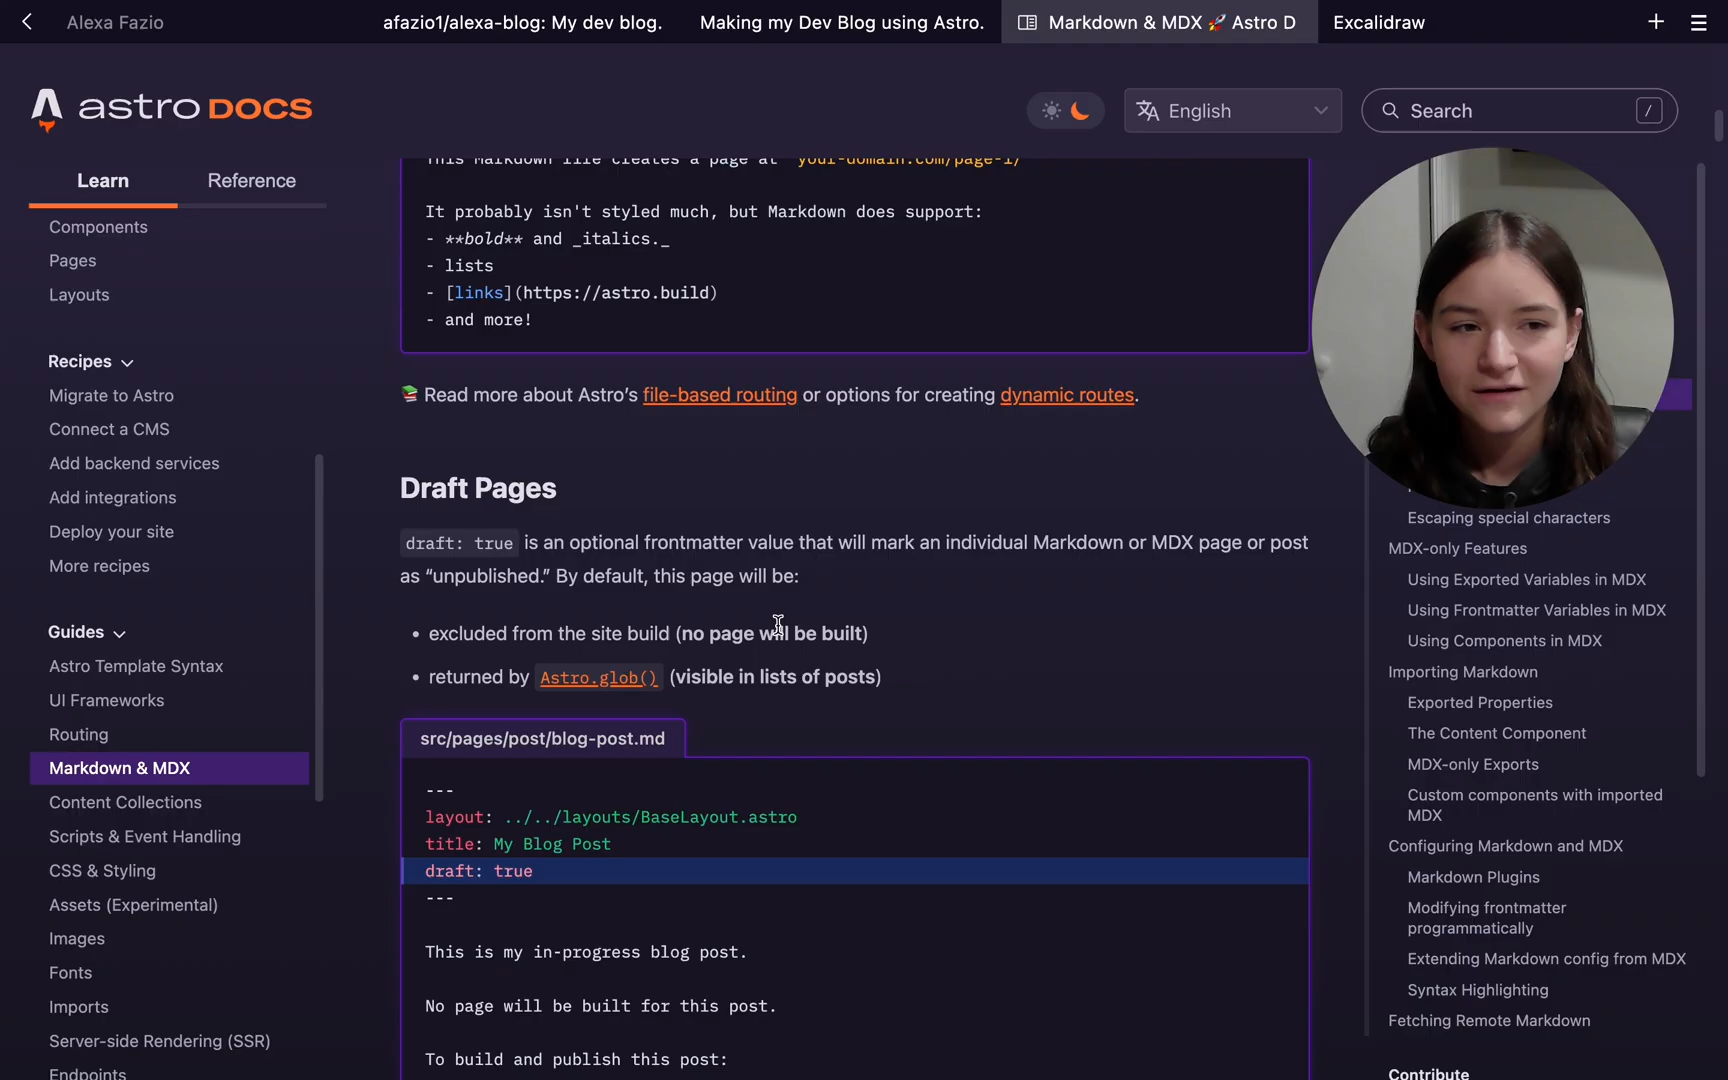 Alexa Fazio
afazio1/alexa-blog: My dev blog.
Making my Dev Blog using Astro.
Markdown & MDX 🚀 Astro D
Excalidraw
astro DOCS
English
Search
/
Learn
Reference
Components
Pages
Layouts
Recipes
Migrate to Astro
Connect a CMS
Add backend services
Add integrations
Deploy your site
More recipes
Guides
Astro Template Syntax
UI Frameworks
Routing
Markdown & MDX
Content Collections
Scripts & Event Handling
CSS & Styling
Assets (Experimental)
Images
Fonts
Imports
Server-side Rendering (SSR)
Endpoints
This Markdown file creates a page at `your-domain.com/page-1/`
It probably isn't styled much, but Markdown does support:
- **bold** and _italics._
- lists
- [links](https://astro.build)
- and more!
📚 Read more about Astro’s file-based routing or options for creating dynamic routes.
Draft Pages
draft: true is an optional frontmatter value that will mark an individual Markdown or MDX page or post
as “unpublished.” By default, this page will be:
• excluded from the site build (no page will be built)
• returned by Astro.glob() (visible in lists of posts)
src/pages/post/blog-post.md
---
layout: ../../layouts/BaseLayout.astro
title: My Blog Post
draft: true
---
This is my in-progress blog post.
No page will be built for this post.
To build and publish this post:
Escaping special characters
MDX-only Features
Using Exported Variables in MDX
Using Frontmatter Variables in MDX
Using Components in MDX
Importing Markdown
Exported Properties
The Content Component
MDX-only Exports
Custom components with imported
MDX
Configuring Markdown and MDX
Markdown Plugins
Modifying frontmatter
programmatically
Extending Markdown config from MDX
Syntax Highlighting
Fetching Remote Markdown
Contribute